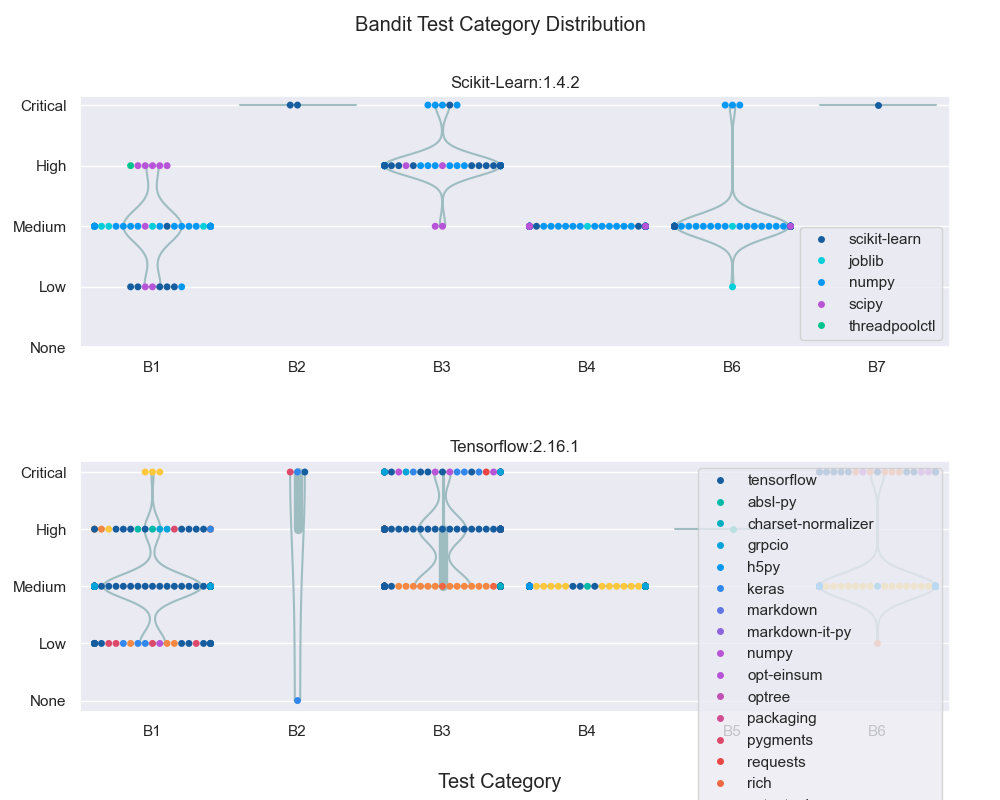 Bandit Test Category Distribution
Scikit-Learn:1.4.2
Critical
High
Medium
Low
None
scikit-learn
joblib
numpy
scipy
threadpoolctl
B1 B2 B3 B4 B6 B7
Tensorflow:2.16.1
Critical
High
Medium
Low
None
tensorflow
absl-py
charset-normalizer
grpcio
h5py
keras
markdown
markdown-it-py
numpy
opt-einsum
optree
packaging
pygments
requests
rich
B1 B2 B3 B4 B5 B6
Test Category